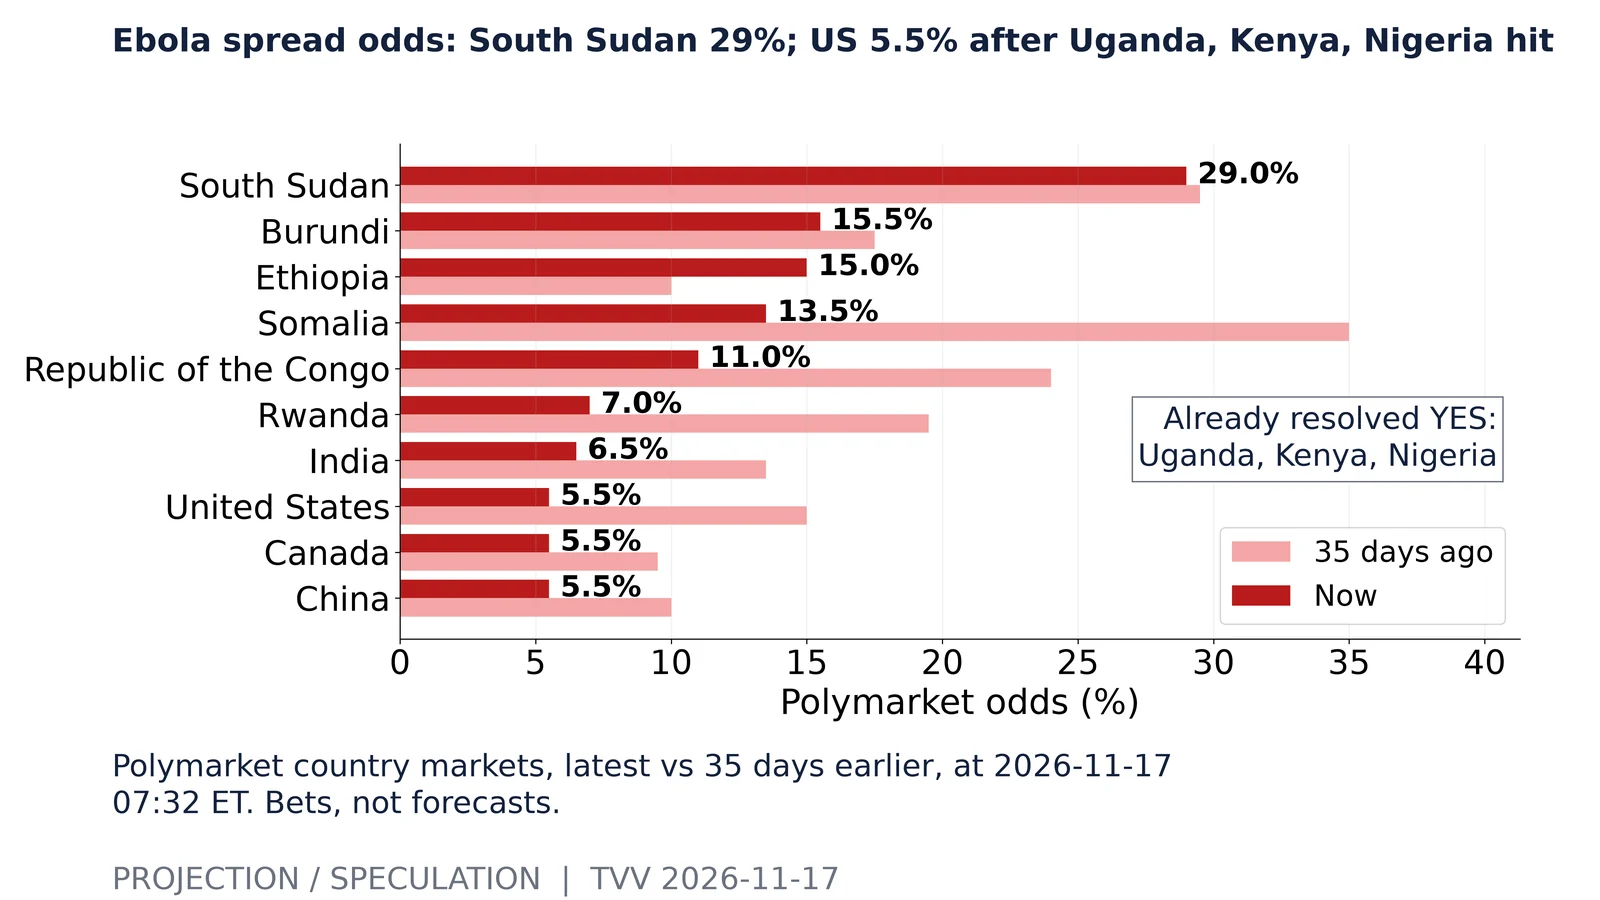 Ebola spread odds: South Sudan 29%; US 5.5% after Uganda, Kenya, Nigeria hit
South Sudan 29.0%
Burundi 15.5%
Ethiopia 15.0%
Somalia 13.5%
Republic of the Congo 11.0%
Rwanda 7.0%
India 6.5%
United States 5.5%
Canada 5.5%
China 5.5%
Already resolved YES:
Uganda, Kenya, Nigeria
35 days ago
Now
0 5 10 15 20 25 30 35 40
Polymarket odds (%)
Polymarket country markets, latest vs 35 days earlier, at 2026-11-17
07:32 ET. Bets, not forecasts.
PROJECTION / SPECULATION | TVV 2026-11-17